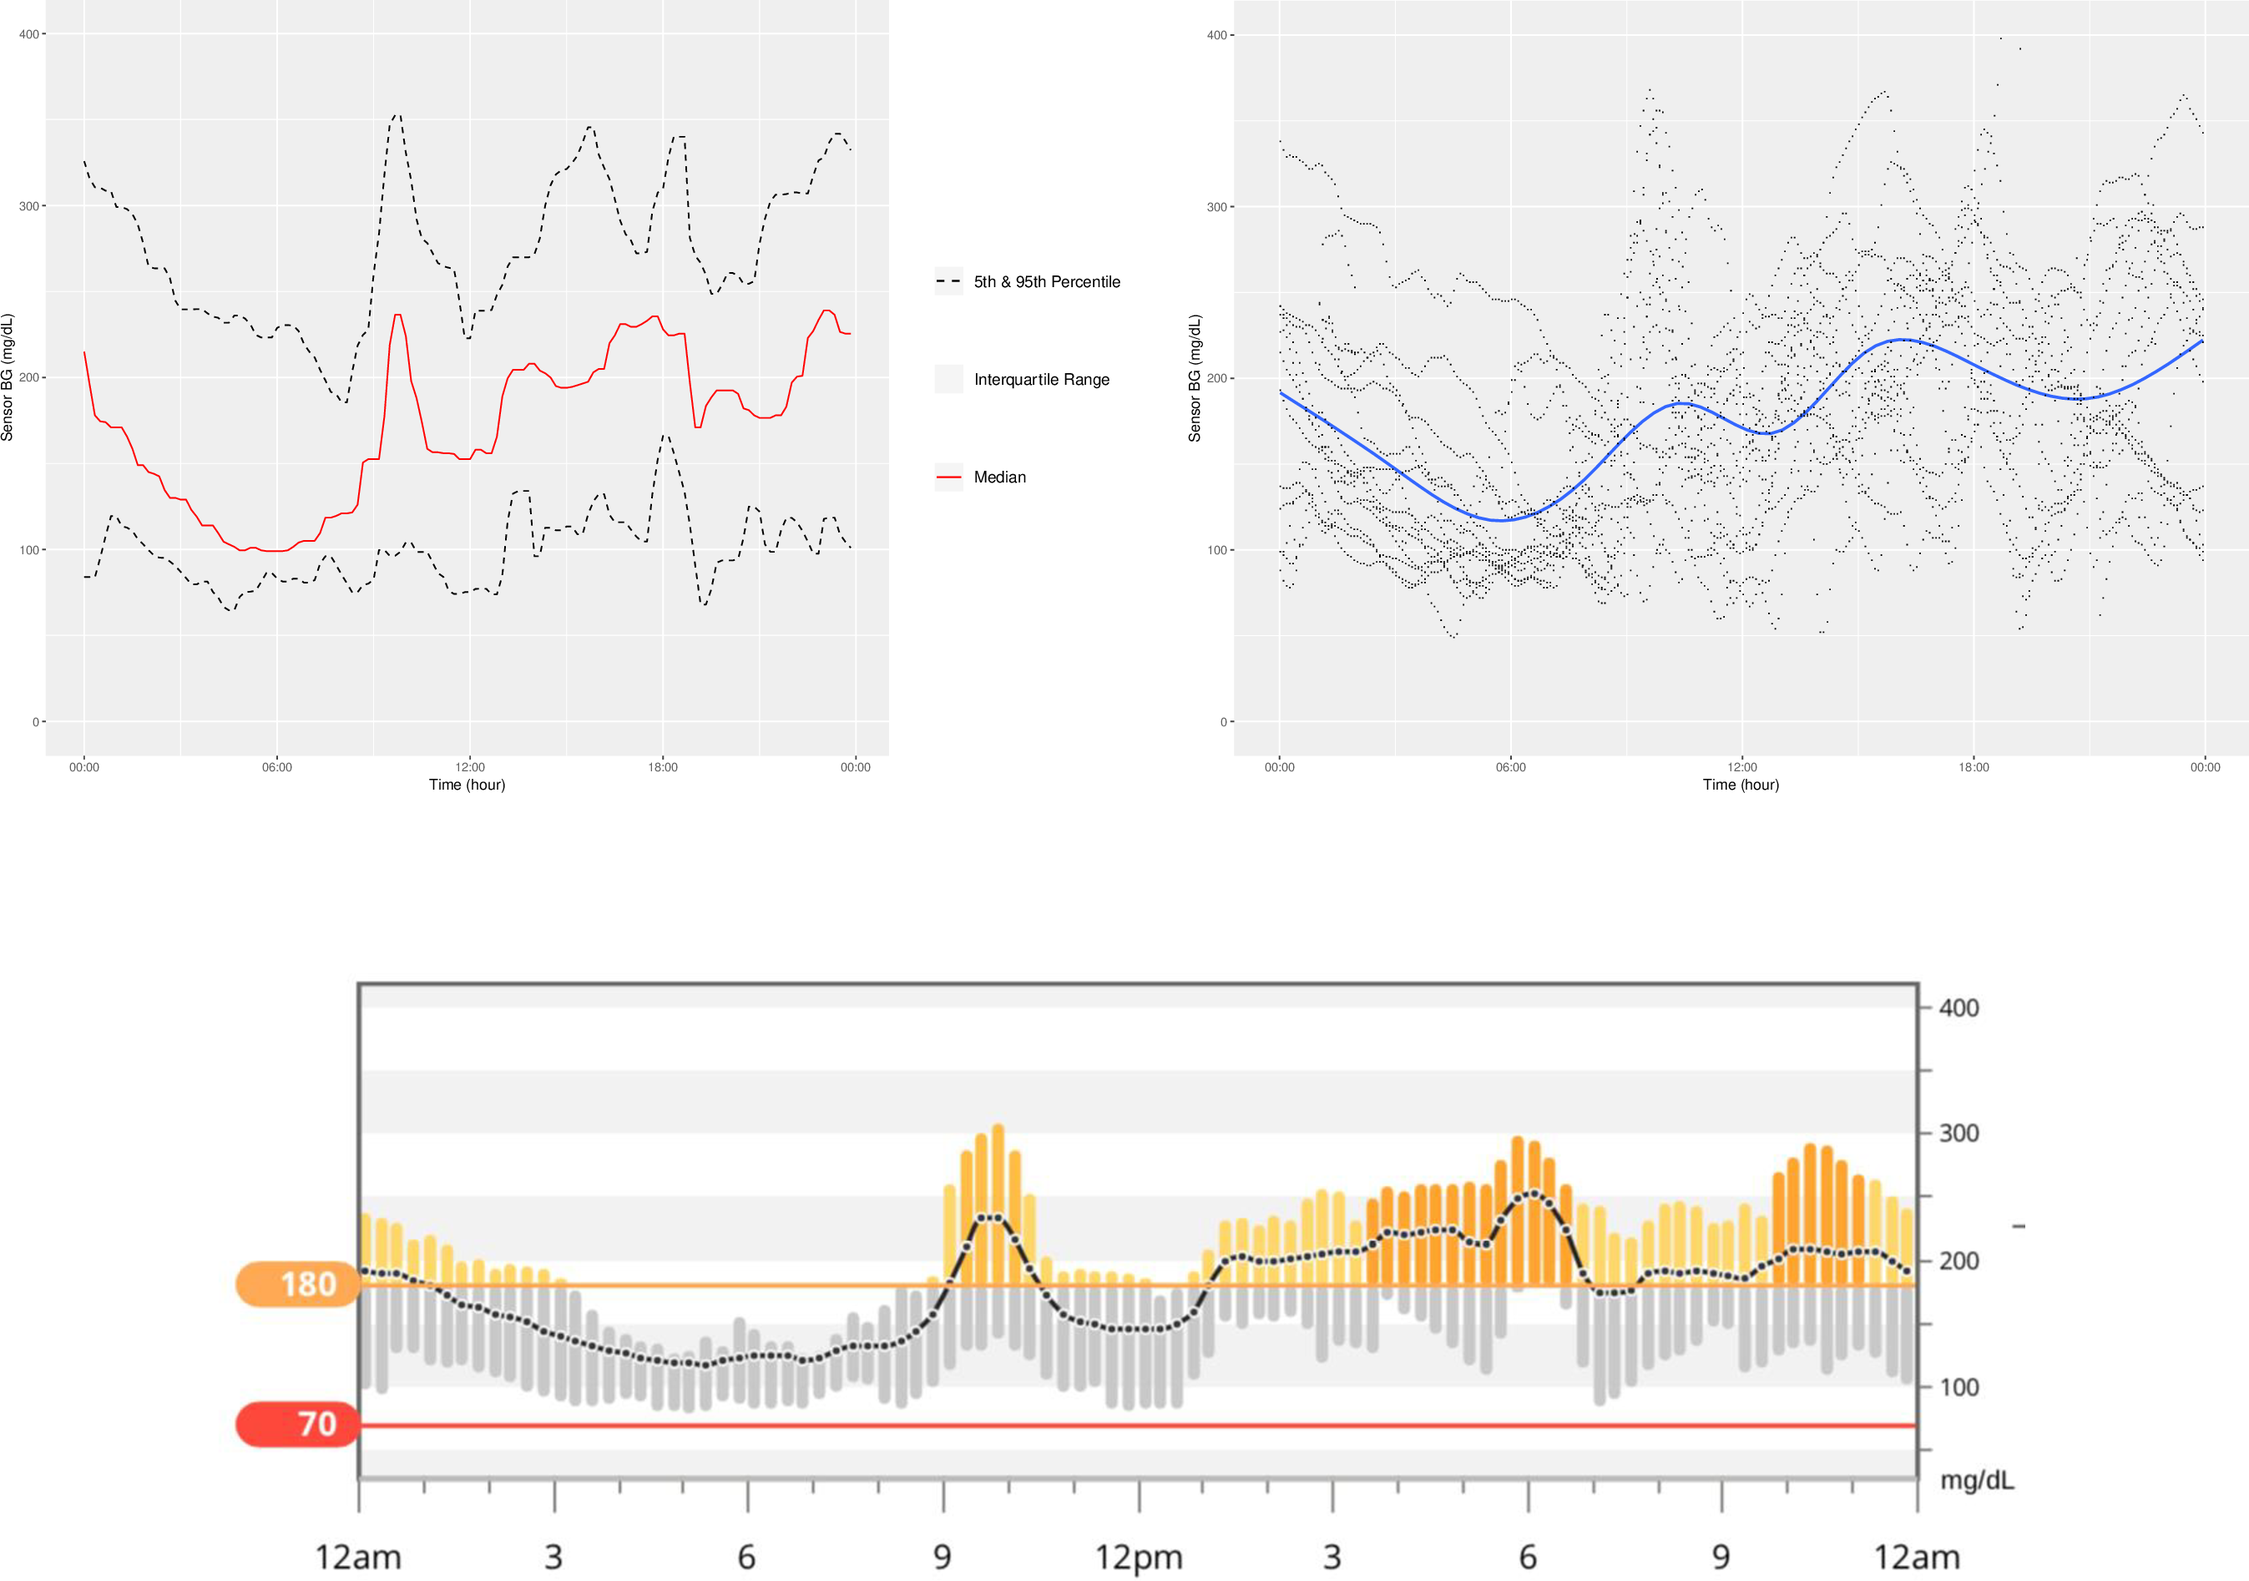 400
300
200
100
0
Sensor BG (mg/dL)
00:00 06:00 12:00 18:00 00:00
Time (hour)
5th & 95th Percentile
Interquartile Range
Median
400
300
200
100
0
Sensor BG (mg/dL)
00:00 06:00 12:00 18:00 00:00
Time (hour)
400
300
200
100
mg/dL
180
70
12am 3 6 9 12pm 3 6 9 12am